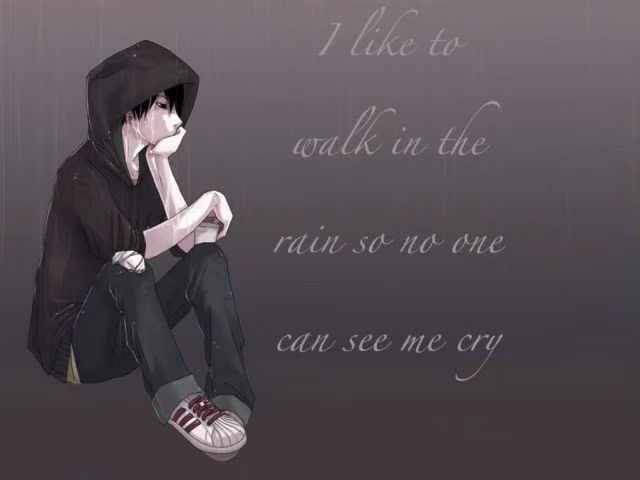 I like to
walk in the
rain so no one
can see me cry